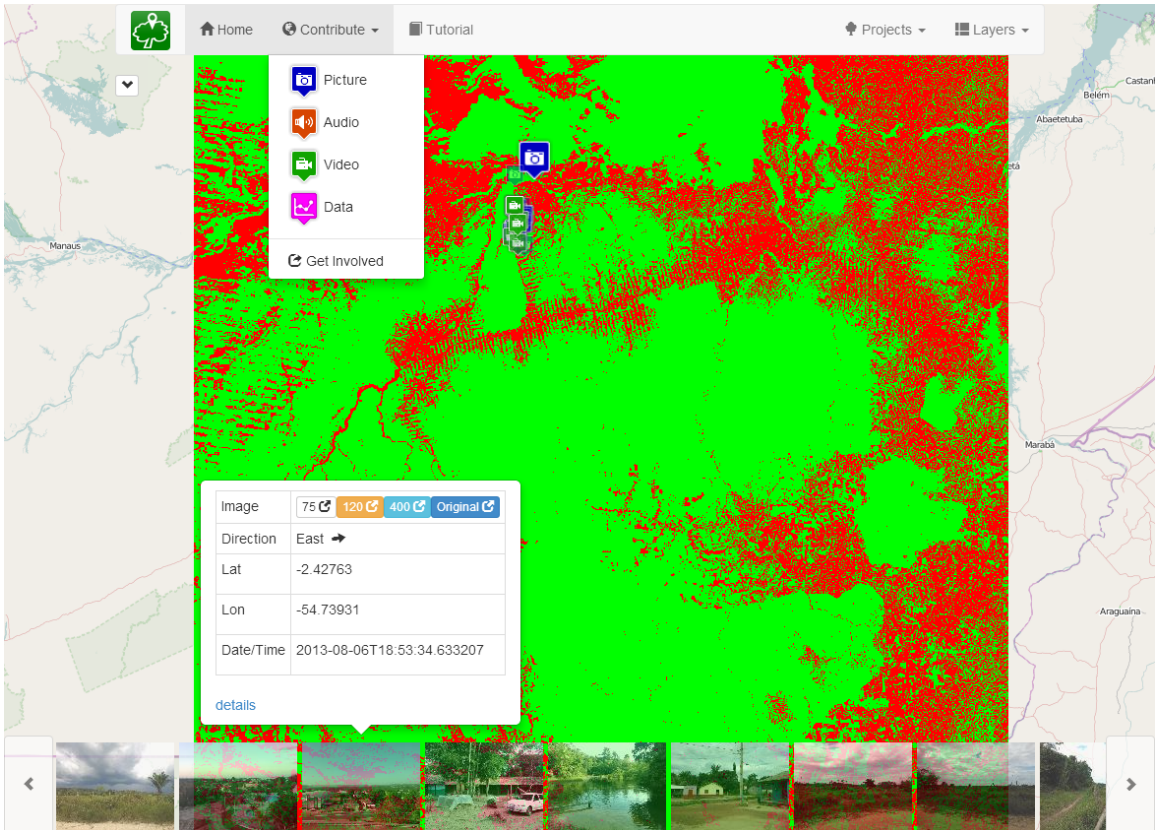 Home Contribute Tutorial Projects Layers
Picture
Audio
Video
Data
Get Involved
Castanh
Belém
Abaetetuba
etá
Manaus
Marabá
Araguaína
Image 75 120 400 Original
Direction East
Lat -2.42763
Lon -54.73931
Date/Time 2013-08-06T18:53:34.633207
details